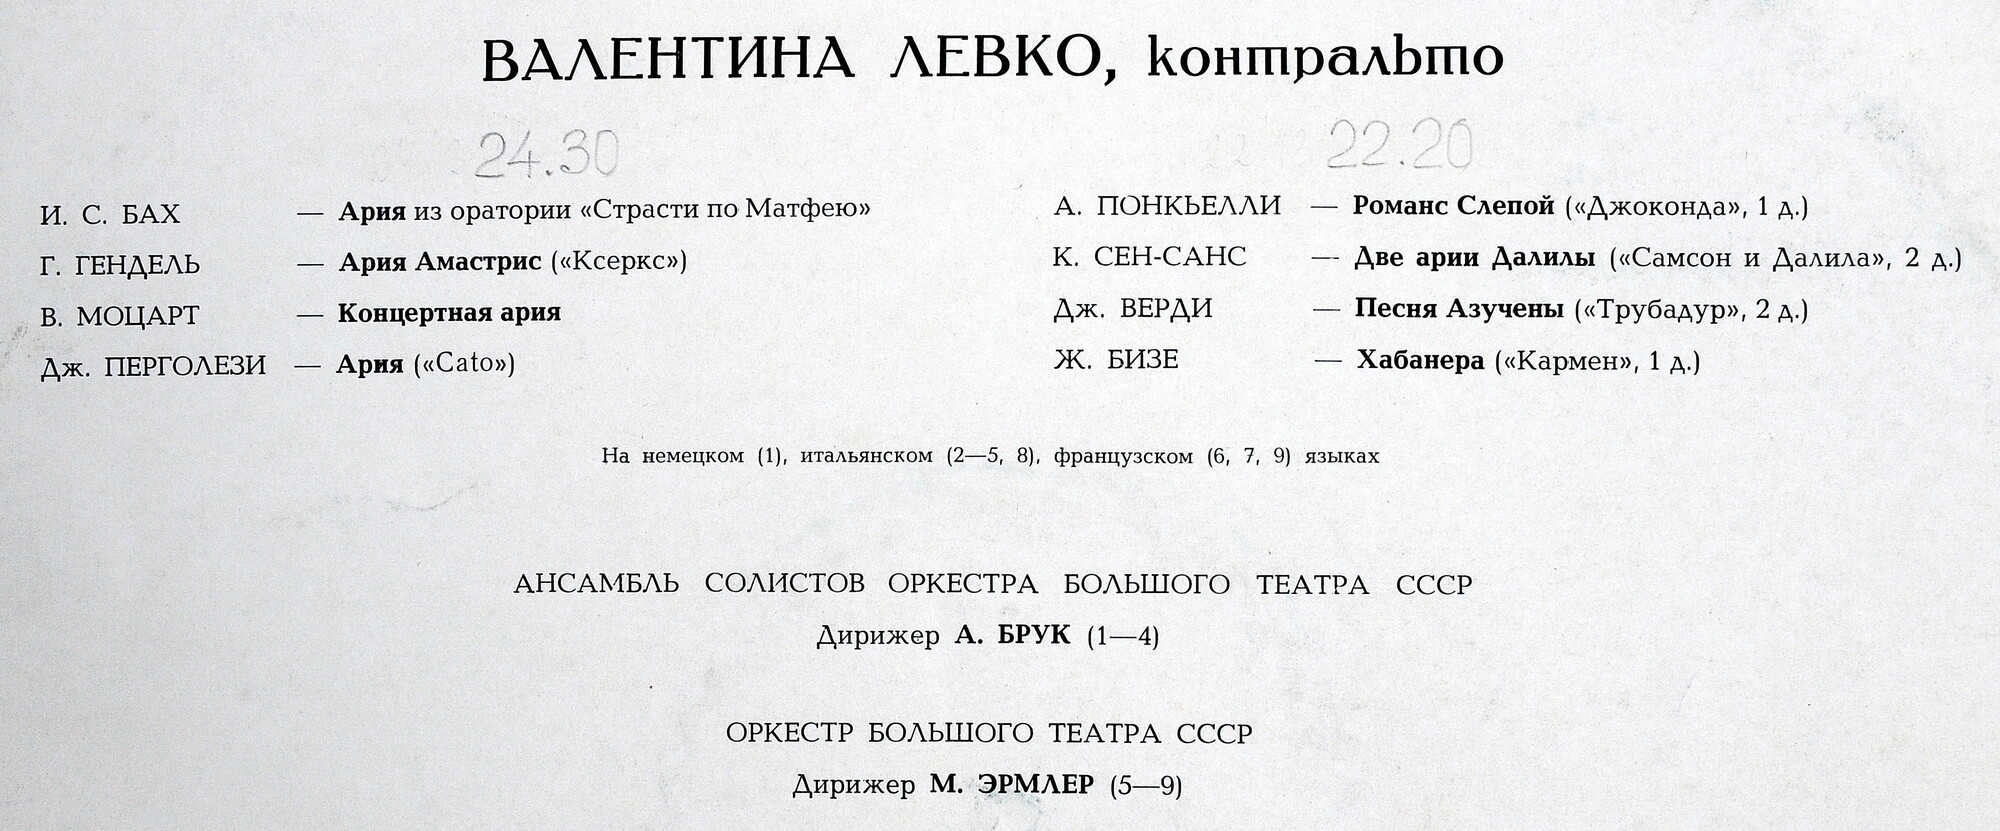 ВАЛЕНТИНА ЛЕВКО, контральто
24.30
22.20
И. С. БАХ — Ария из оратории «Страсти по Матфею»
Г. ГЕНДЕЛЬ — Ария Амастрис («Ксеркс»)
В. МОЦАРТ — Концертная ария
Дж. ПЕРГОЛЕЗИ — Ария («Cato»)
А. ПОНКЬЕЛЛИ — Романс Слепой («Джоконда», 1 д.)
К. СЕН-САНС — Две арии Далилы («Самсон и Далила», 2 д.)
Дж. ВЕРДИ — Песня Азучены («Трубадур», 2 д.)
Ж. БИЗЕ — Хабанера («Кармен», 1 д.)
На немецком (1), итальянском (2—5, 8), французском (6, 7, 9) языках
АНСАМБЛЬ СОЛИСТОВ ОРКЕСТРА БОЛЬШОГО ТЕАТРА СССР
Дирижер А. БРУК (1—4)
ОРКЕСТР БОЛЬШОГО ТЕАТРА СССР
Дирижер М. ЭРМЛЕР (5—9)